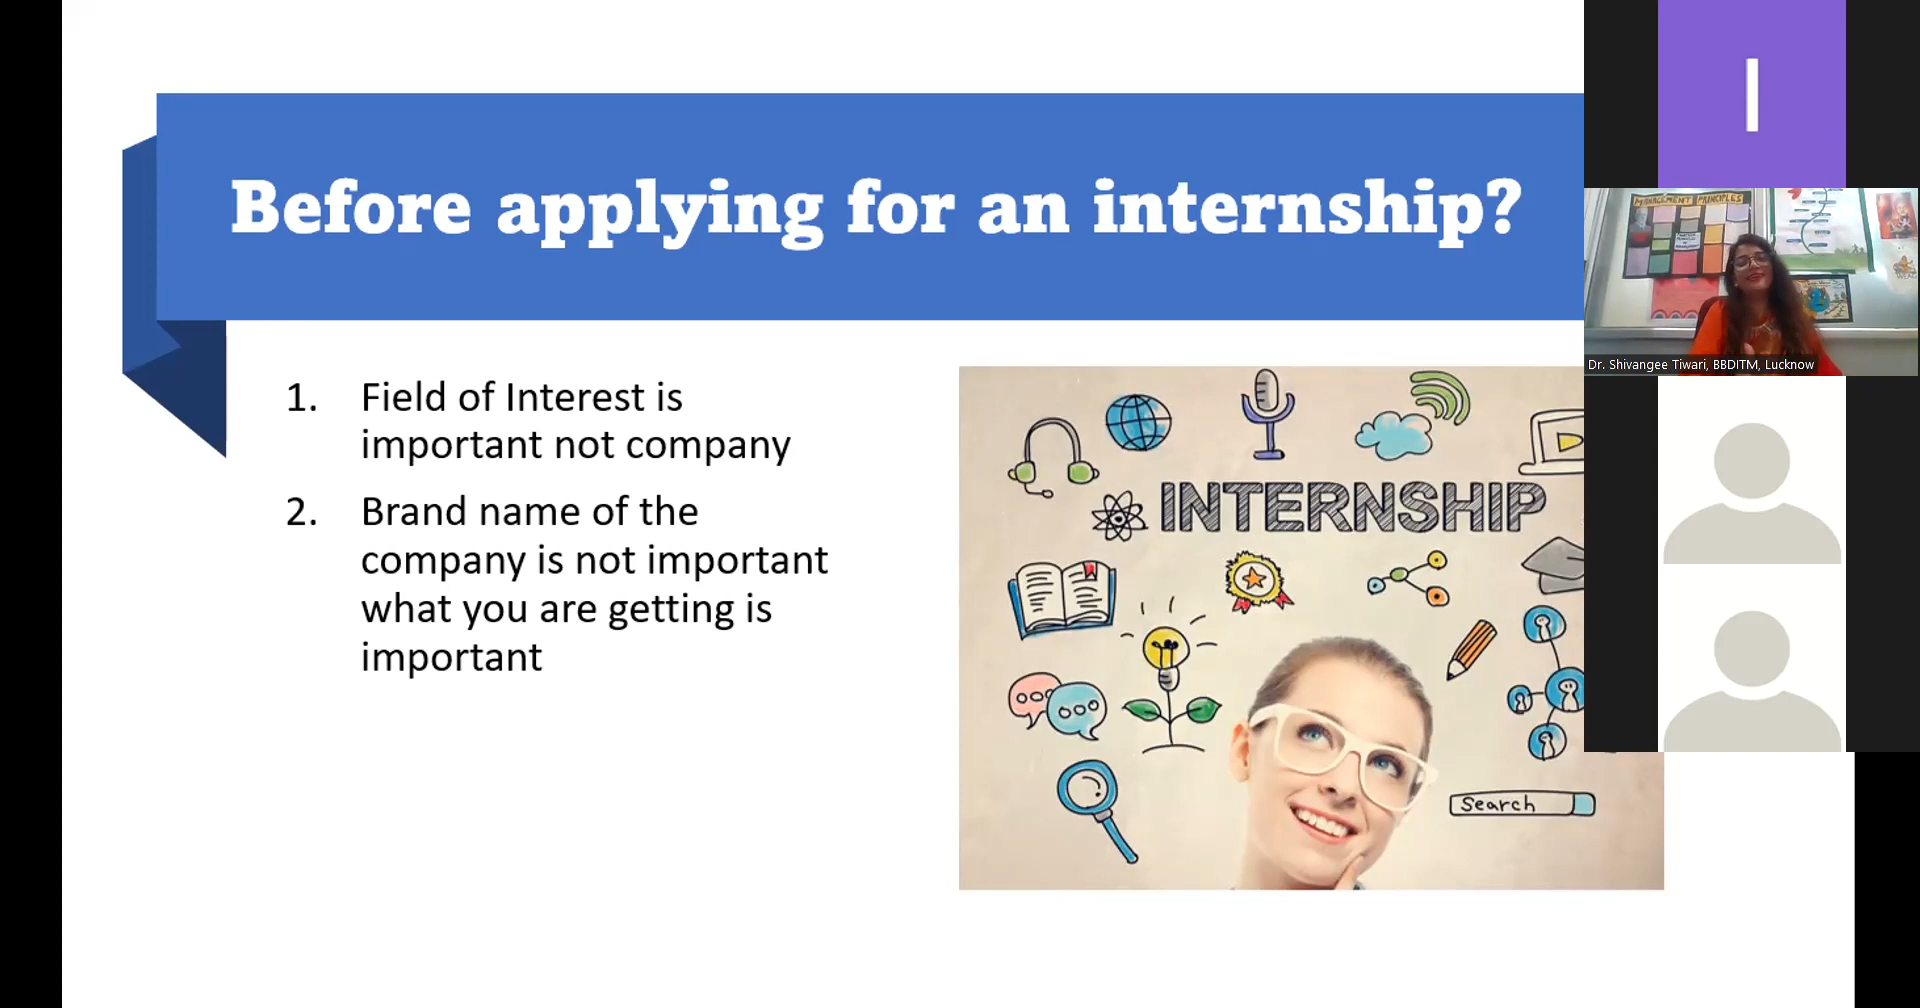 Before applying for an internship?
1. Field of Interest is
important not company
2. Brand name of the
company is not important
what you are getting is
important
INTERNSHIP
Search
I
MANAGEMENT PRINCIPLES
Dr. Shivangee Tiwari, BBDITM, Lucknow